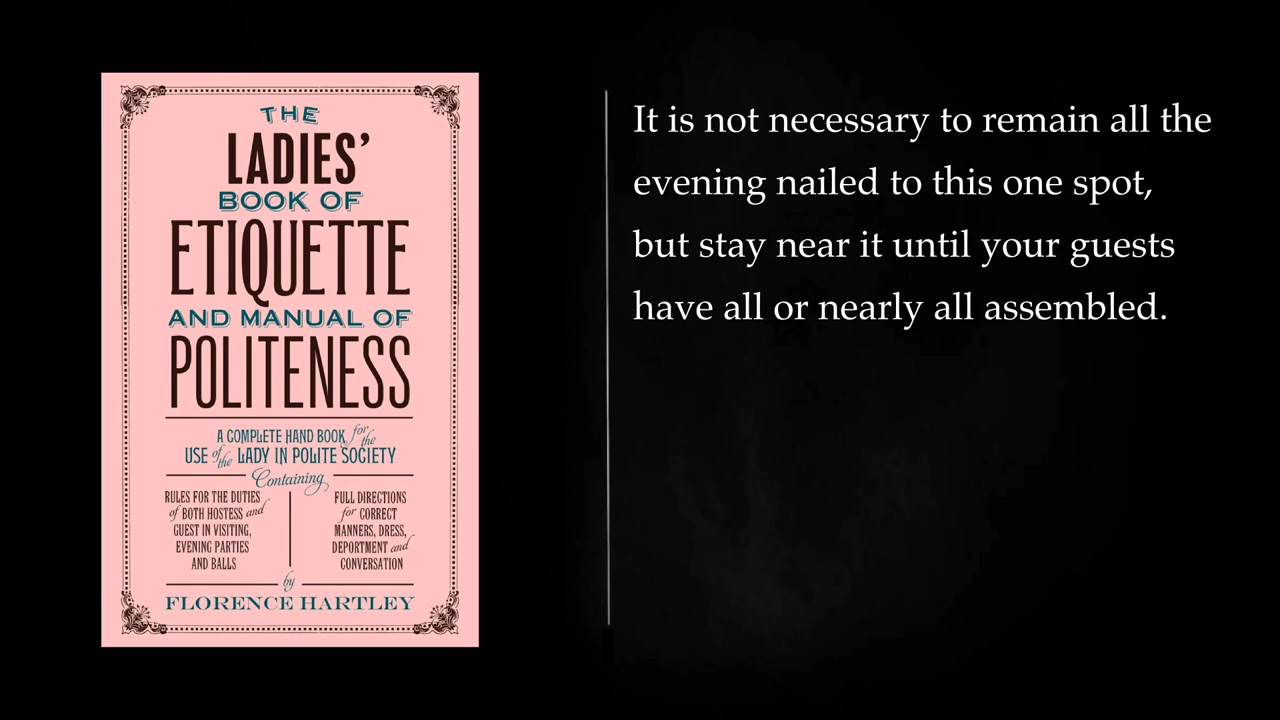 THE
LADIES'
BOOK OF
ETIQUETTE
AND MANUAL OF
POLITENESS
A COMPLETE HAND BOOK for the
USE of the LADY IN POLITE SOCIETY
Containing
RULES FOR THE DUTIES
of BOTH HOSTESS and
GUEST IN VISITING,
EVENING PARTIES
AND BALLS
FULL DIRECTIONS
for CORRECT
MANNERS, DRESS,
DEPORTMENT and
CONVERSATION
by
FLORENCE HARTLEY
It is not necessary to remain all the
evening nailed to this one spot,
but stay near it until your guests
have all or nearly all assembled.